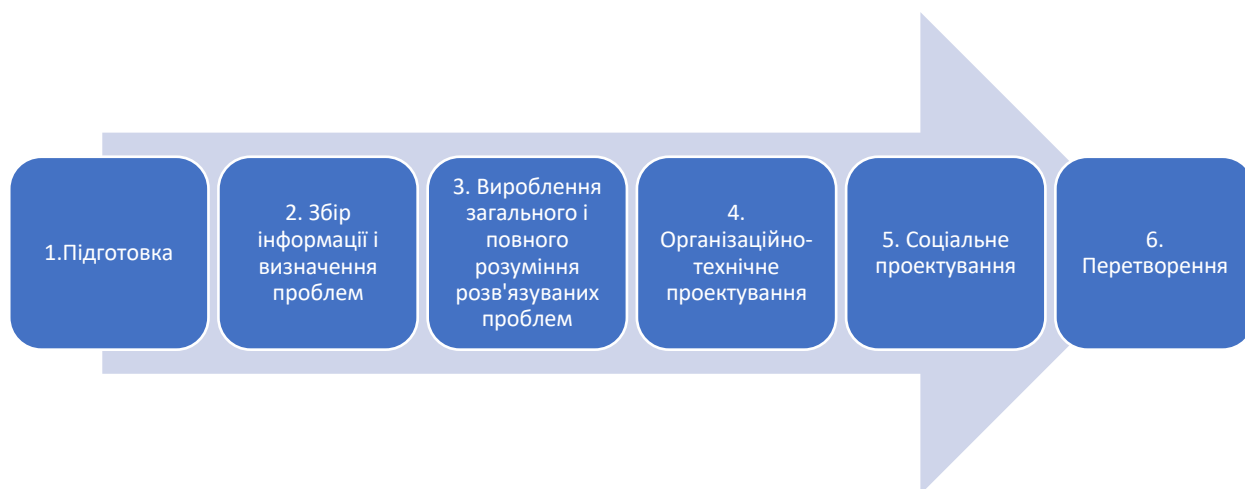 1.Підготовка
2. Збір
інформації і
визначення
проблем
3. Вироблення
загального і
повного
розуміння
розв'язуваних
проблем
4.
Організаційно-
технічне
проектування
5. Соціальне
проектування
6.
Перетворення